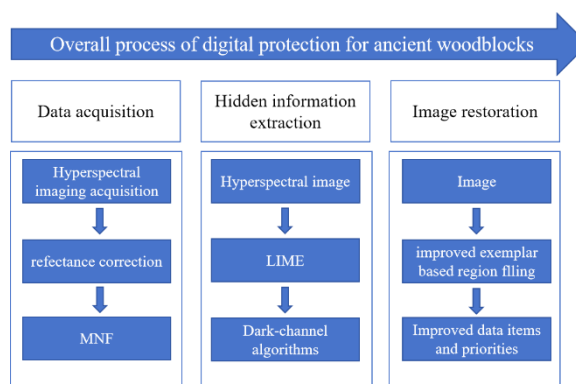 Overall process of digital protection for ancient woodblocks
Data acquisition
Hidden information
extraction
Image restoration
Hyperspectral
imaging acquisition
refectance correction
MNF
Hyperspectral image
LIME
Dark-channel
algorithms
Image
improved exemplar
based region flling
Improved data items
and priorities